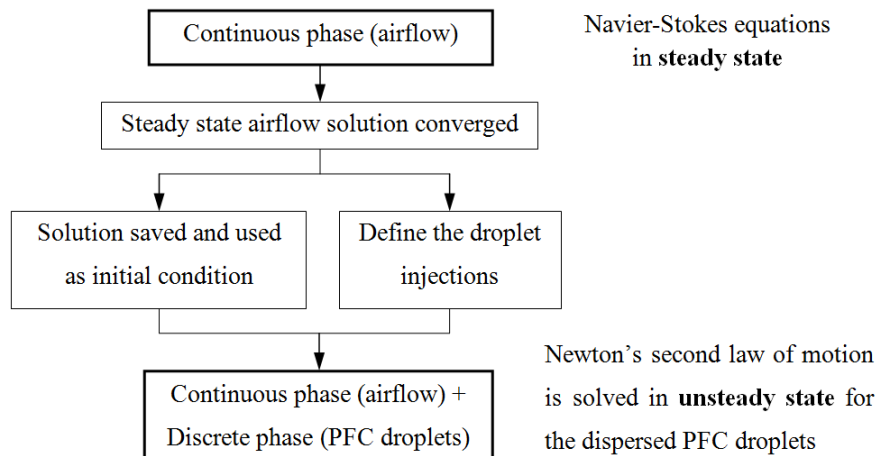 Continuous phase (airflow)
Navier-Stokes equations
in steady state
Steady state airflow solution converged
Solution saved and used
as initial condition
Define the droplet
injections
Continuous phase (airflow) +
Discrete phase (PFC droplets)
Newton’s second law of motion
is solved in unsteady state for
the dispersed PFC droplets